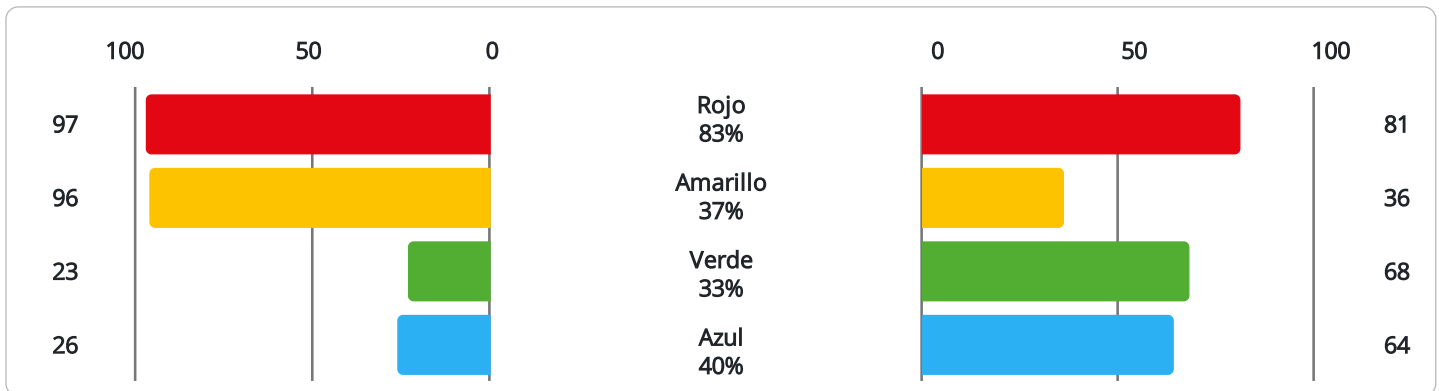 100 50 0 0 50 100
97 Rojo 81
83%
96 Amarillo 36
37%
23 Verde 68
33%
26 Azul 64
40%